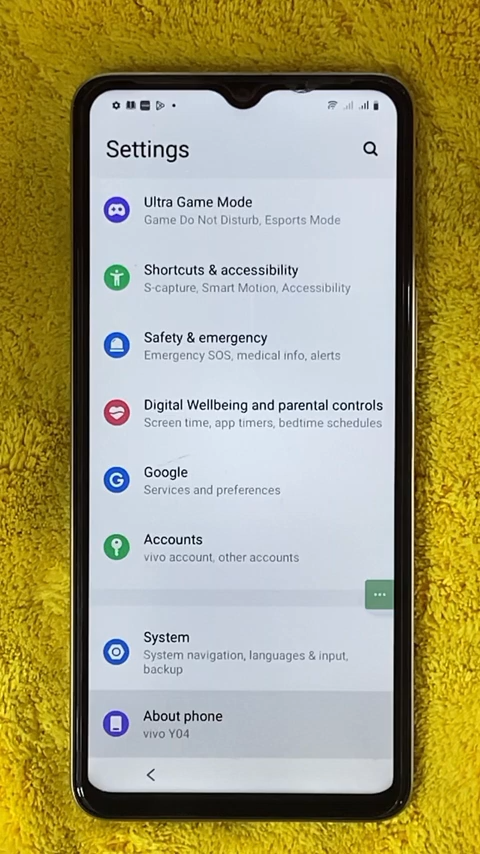 Settings
Ultra Game Mode
Game Do Not Disturb, Esports Mode
Shortcuts & accessibility
S-capture, Smart Motion, Accessibility
Safety & emergency
Emergency SOS, medical info, alerts
Digital Wellbeing and parental controls
Screen time, app timers, bedtime schedules
Google
Services and preferences
Accounts
vivo account, other accounts
System
System navigation, languages & input,
backup
About phone
vivo Y04